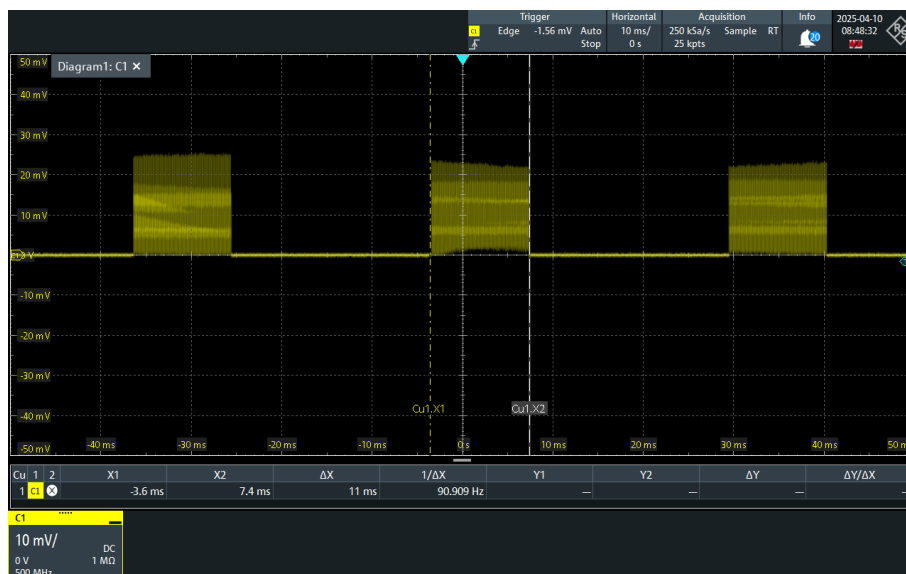 Trigger Horizontal Acquisition Info 2025-04-10
C1 Edge -1.56 mV Auto 10 ms/ 250 kSa/s Sample RT 20 08:48:32
Stop 0 s 25 kpts
50 mV Diagram1: C1 ×
40 mV
30 mV
20 mV
10 mV
C1 0 V
-10 mV
-20 mV
-30 mV
-40 mV Cu1.X1 Cu1.X2
-50 mV -40 ms -30 ms -20 ms -10 ms 0 s 10 ms 20 ms 30 ms 40 ms 50 m
Cu 1 2 X1 X2 ΔX 1/ΔX Y1 Y2 ΔY ΔY/ΔX
1 C1 X -3.6 ms 7.4 ms 11 ms 90.909 Hz — — — —
C1
10 mV/ DC
0 V 1 MΩ
500 MHz